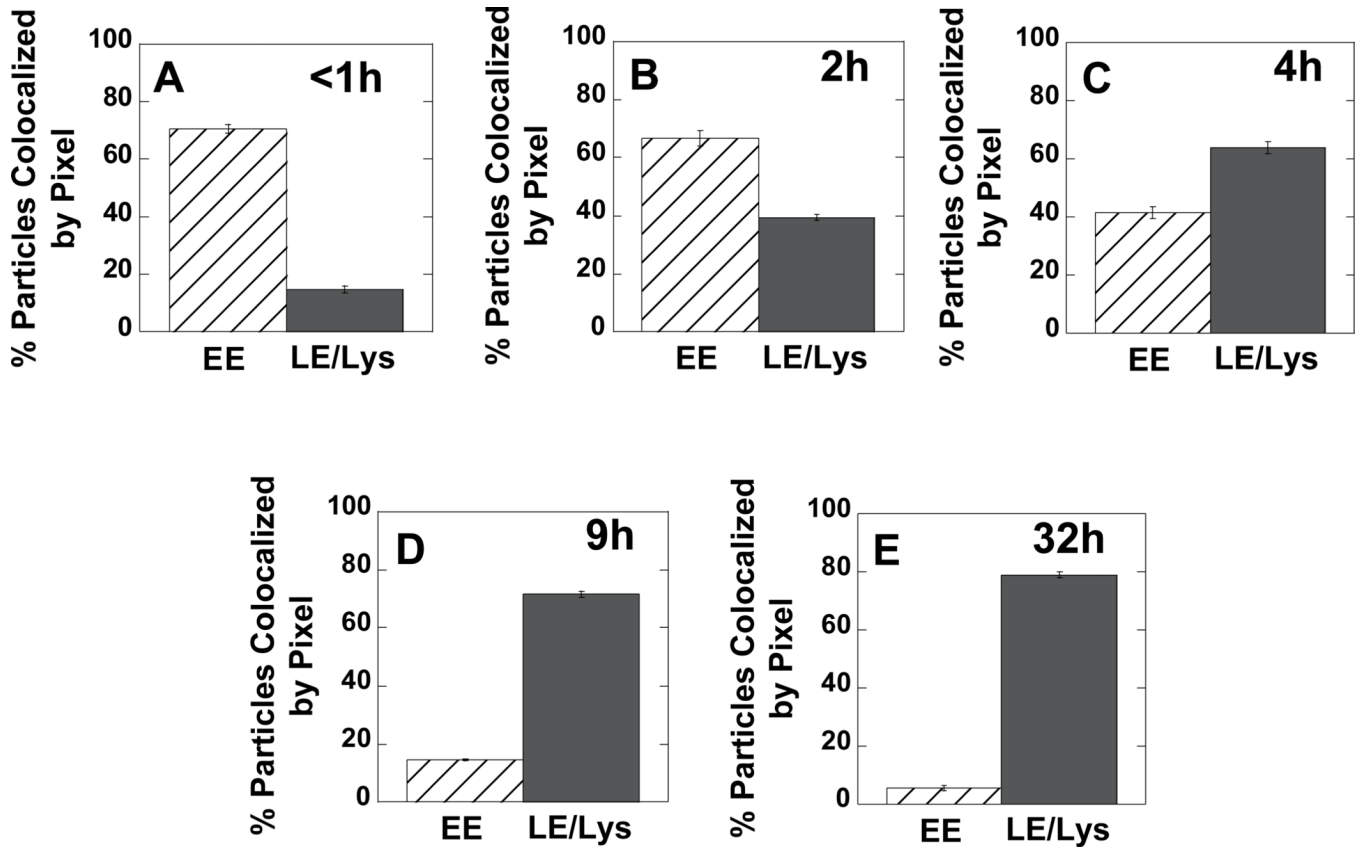 % Particles Colocalized
by Pixel
100
80
60
40
20
0
A
<1h
EE
LE/Lys
% Particles Colocalized
by Pixel
100
80
60
40
20
0
B
2h
EE
LE/Lys
% Particles Colocalized
by Pixel
100
80
60
40
20
0
C
4h
EE
LE/Lys
% Particles Colocalized
by Pixel
100
80
60
40
20
0
D
9h
EE
LE/Lys
% Particles Colocalized
by Pixel
100
80
60
40
20
0
E
32h
EE
LE/Lys